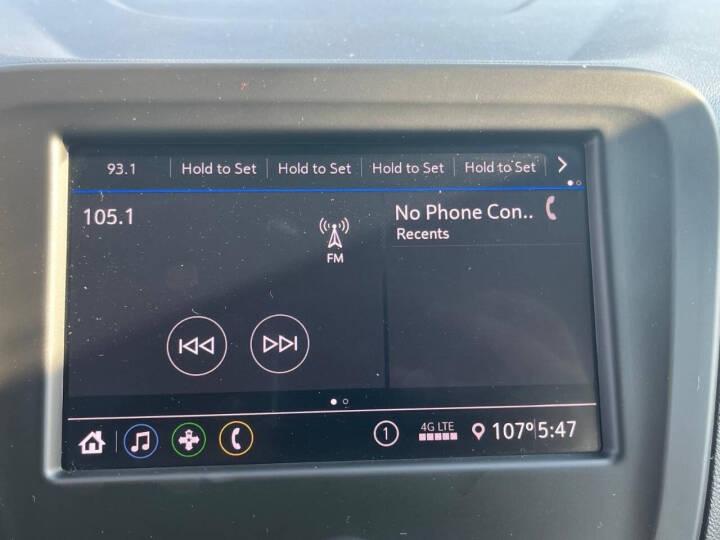 93.1 Hold to Set Hold to Set Hold to Set Hold to Set
105.1
FM
No Phone Con..
Recents
1 4G LTE 107° 5:47